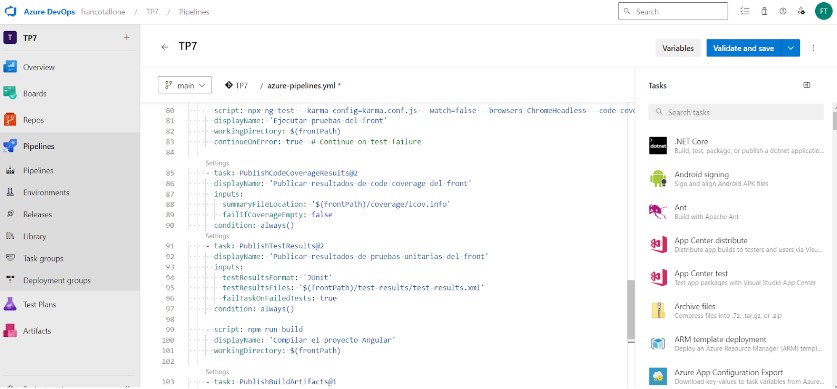 Azure DevOps francotallone / TP7 / Pipelines
Search
FT
T TP7 +
Overview
Boards
Repos
Pipelines
Pipelines
Environments
Releases
Library
Task groups
Deployment groups
Test Plans
Artifacts
← TP7
Variables
Validate and save
main
TP7 / azure-pipelines.yml *
80 script: npx ng test karma-config=karma.conf.js watch=false browsers ChromeHeadless code cove
81 displayName: 'Ejecutar pruebas del front'
82 workingDirectory: $(frontPath)
83 continueOnError: true # Continue on test failure
84
Settings
85 - task: PublishCodeCoverageResults@2
86 displayName: 'Publicar resultados de code coverage del front'
87 inputs:
88 summaryFileLocation: '$(frontPath)/coverage/lcov.info'
89 failIfCoverageEmpty: false
90 condition: always()
Settings
91 - task: PublishTestResults@2
92 displayName: 'Publicar resultados de pruebas unitarias del front'
93 inputs:
94 testResultsFormat: 'JUnit'
95 testResultsFiles: '$(frontPath)/test-results/test-results.xml'
96 failTaskOnFailedTests: true
97 condition: always()
98
99 - script: npm run build
100 displayName: 'Compilar el proyecto Angular'
101 workingDirectory: $(frontPath)
102
103 - task: PublishBuildArtifacts@1
Tasks
Search tasks
.NET Core
Build, test, package, or publish a dotnet applicatio...
Android signing
Sign and align Android APK files
Ant
Build with Apache Ant
App Center distribute
Distribute app builds to testers and users via Visu...
App Center test
Test app packages with Visual Studio App Center
Archive files
Compress files into .7z, .tar.gz, or .zip
ARM template deployment
Deploy an Azure Resource Manager (ARM) templ...
Azure App Configuration Export
Download key-values to task variables from Azure...